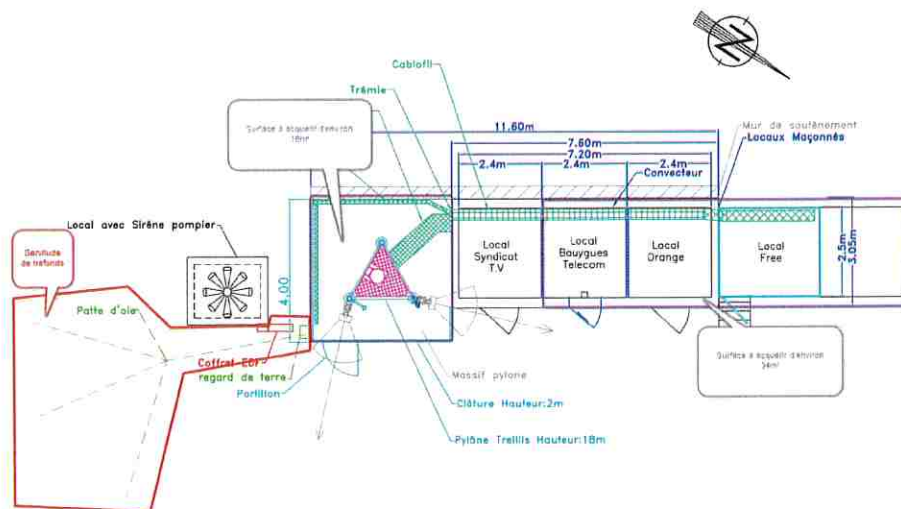 Cablofil
Trémie
Surface à acquérir d'environ
18m²
11.60m
7.60m
7.20m
2.4m
2.4m
2.4m
Mur de soutènement
Locaux Maçonnés
Convecteur
Local avec Sirène pompier
Servitude
de tréfonds
Patte d'oie
4.00
Local
Syndicat
T.V
Local
Bouygues
Telecom
Local
Orange
Local
Free
2.5m
3.05m
Coffret EDF
regard de terre
Portillon
Massif pylone
Clôture Hauteur:2m
Pylône Treillis Hauteur:18m
Surface à acquérir d'environ
34m²